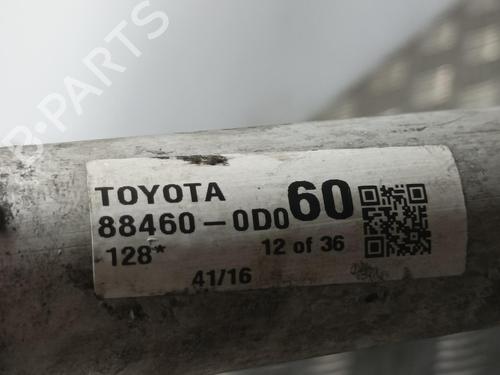 B-PARTS
TOYOTA
88460-0D060
128* 12 of 36
41/16